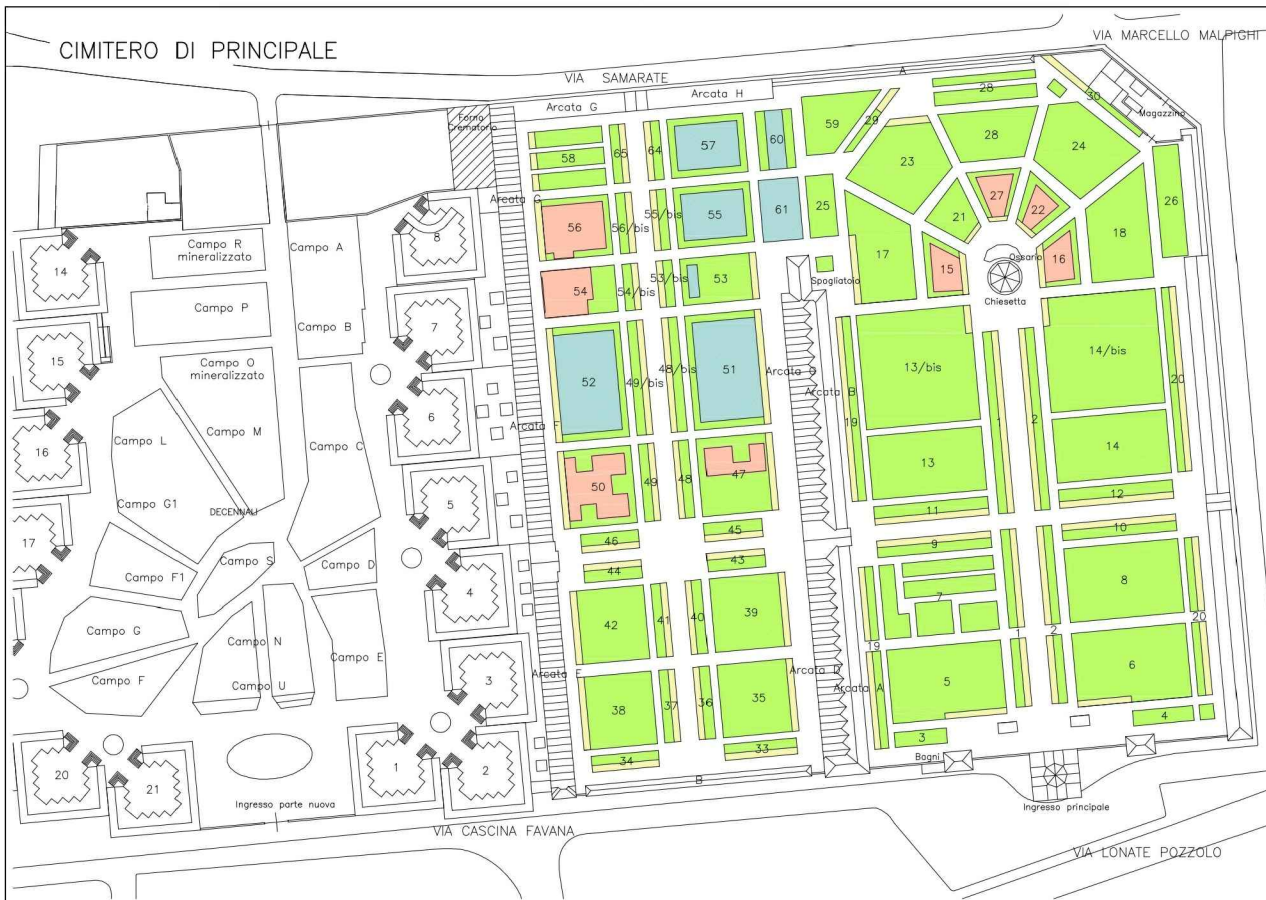 CIMITERO DI PRINCIPALE
VIA MARCELLO MALPIGHI
VIA SAMARATE
A
Arcata G
Arcata H
28
30
Magazzino
Forno
Crematorio
58
65
64
57
60
59
29
23
28
24
Arcata G
56
56/bis
55/bis
55
61
25
21
27
22
17
18
26
8
Campo R
mineralizzato
Campo A
14
54
54/bis
53/bis
53
Spogliatoio
15
Ossario
16
Chiesetta
Campo P
Campo B
7
15
Campo O
mineralizzato
52
49/bis
48/bis
51
Arcata C
Arcata B
13/bis
14/bis
20
19
1
2
6
Campo L
Campo M
Campo C
Arcata F
16
13
14
50
49
48
47
Campo G1
DECENNALI
5
11
12
17
46
45
9
10
Campo S
Campo F1
Campo D
44
43
4
7
8
42
41
40
39
Campo G
Campo N
Campo E
19
1
2
20
Campo F
Campo U
3
Arcata E
Arcata D
Arcata A
5
6
38
37
36
35
3
4
34
33
B
Bagni
20
21
1
2
Ingresso parte nuova
Ingresso principale
VIA CASCINA FAVANA
VIA LONATE POZZOLO